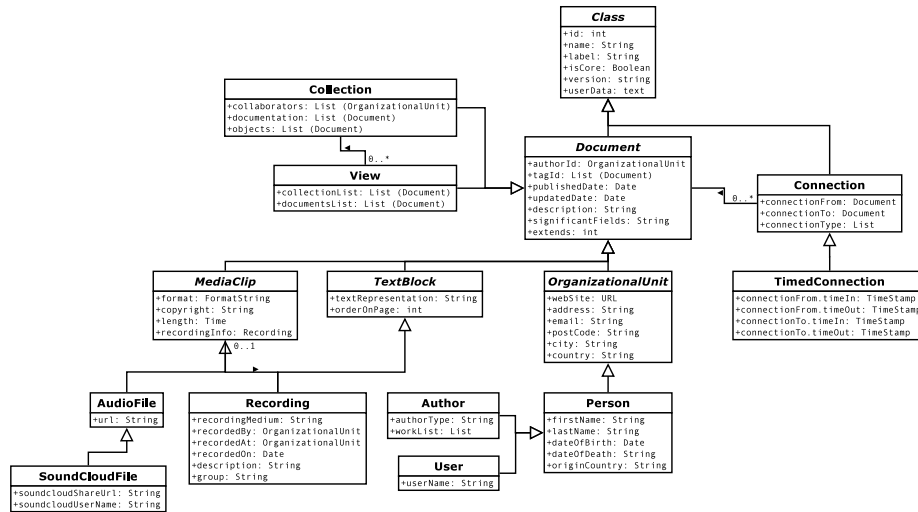 Class
+id: int
+name: String
+label: String
+isCore: Boolean
+version: string
+userData: text
Collection
+collaborators: List (OrganizationalUnit)
+documentation: List (Document)
+objects: List (Document)
0..*
View
+collectionList: List (Document)
+documentsList: List (Document)
Document
+authorId: OrganizationalUnit
+tagId: List (Document)
+publishedDate: Date
+updatedDate: Date
+description: String
+significantFields: String
+extends: int
0..*
Connection
+connectionFrom: Document
+connectionTo: Document
+connectionType: List
MediaClip
+format: FormatString
+copyright: String
+length: Time
+recordingInfo: Recording
0..1
TextBlock
+textRepresentation: String
+orderOnPage: int
OrganizationalUnit
+webSite: URL
+address: String
+email: String
+postCode: String
+city: String
+country: String
TimedConnection
+connectionFrom.timeIn: TimeStamp
+connectionFrom.timeOut: TimeStamp
+connectionTo.timeIn: TimeStamp
+connectionTo.timeOut: TimeStamp
AudioFile
+url: String
Recording
+recordingMedium: String
+recordedBy: OrganizationalUnit
+recordedAt: OrganizationalUnit
+recordedOn: Date
+description: String
+group: String
Author
+authorType: String
+workList: List
Person
+firstName: String
+lastName: String
+dateOfBirth: Date
+dateOfDeath: String
+originCountry: String
SoundCloudFile
+soundcloudShareUrl: String
+soundcloudUserName: String
User
+userName: String